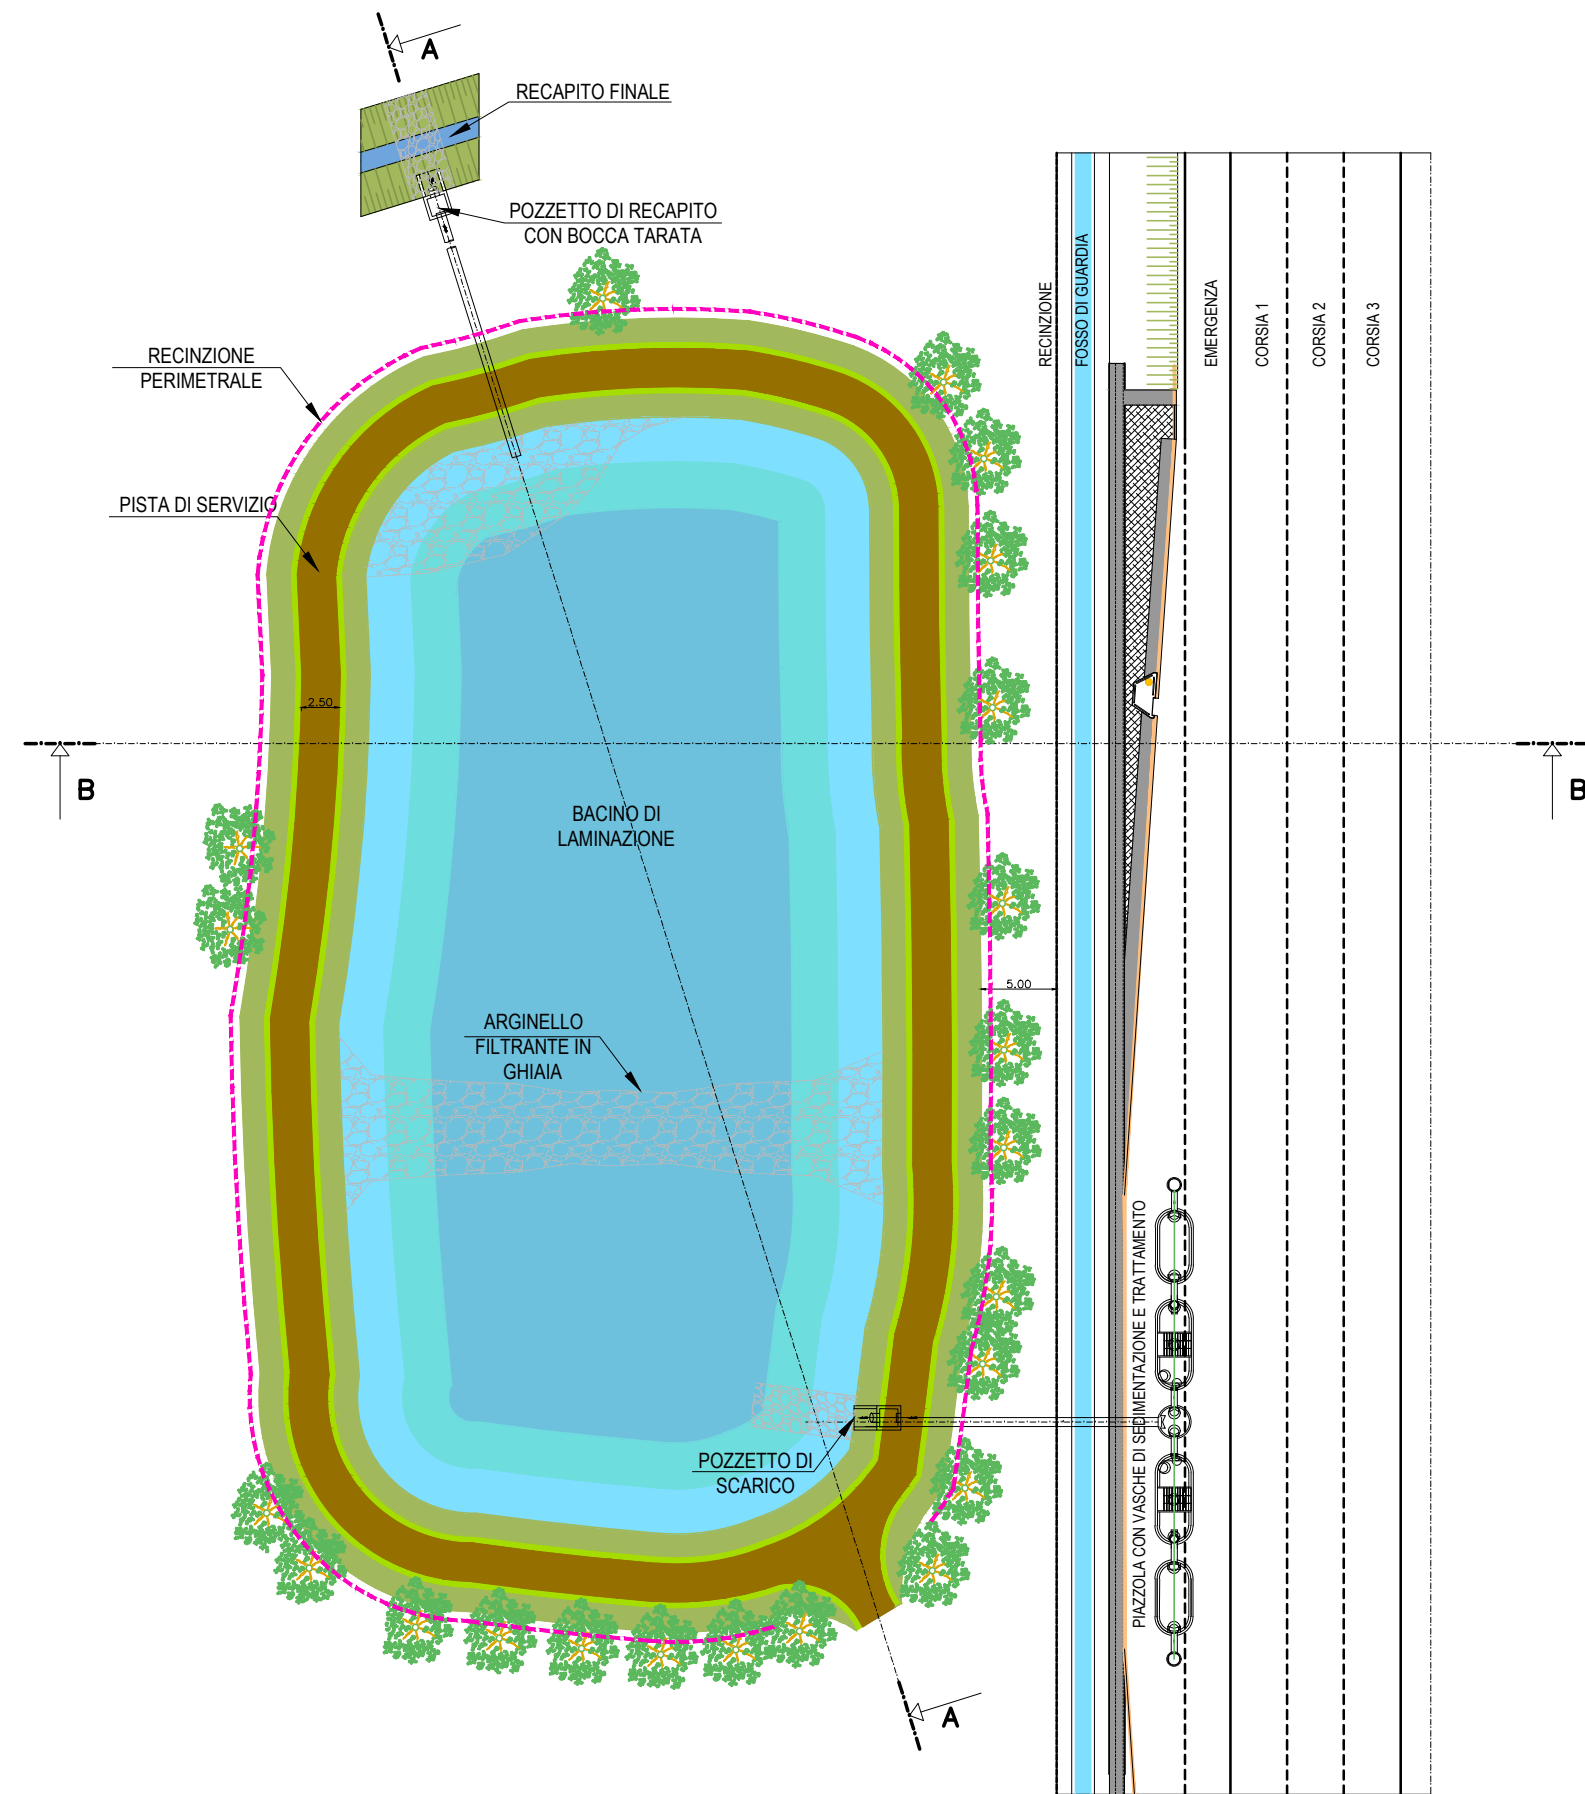 A
RECAPITO FINALE
POZZETTO DI RECAPITO
CON BOCCA TARATA
RECINZIONE
PERIMETRALE
PISTA DI SERVIZIO
2.50
B
B
BACINO DI
LAMINAZIONE
5.00
ARGINELLO
FILTRANTE IN
GHIAIA
POZZETTO DI
SCARICO
A
RECINZIONE
FOSSO DI GUARDIA
EMERGENZA
CORSIA 1
CORSIA 2
CORSIA 3
PIAZZOLA CON VASCHE DI SEDIMENTAZIONE E TRATTAMENTO